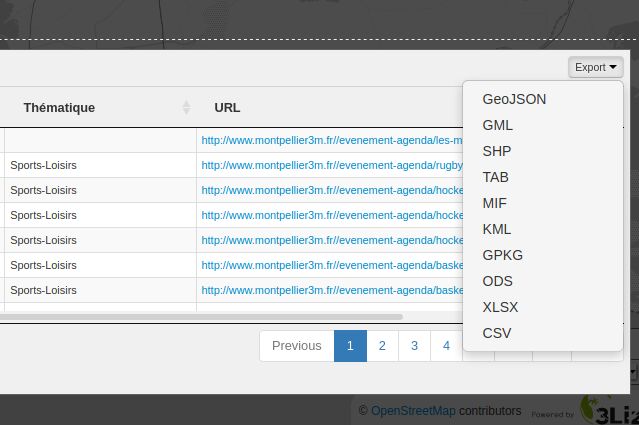 Export
Thématique
URL
http://www.montpellier3m.fr//evenement-agenda/les-m
Sports-Loisirs
http://www.montpellier3m.fr//evenement-agenda/rugby
Sports-Loisirs
http://www.montpellier3m.fr//evenement-agenda/hocke
Sports-Loisirs
http://www.montpellier3m.fr//evenement-agenda/hocke
Sports-Loisirs
http://www.montpellier3m.fr//evenement-agenda/hocke
Sports-Loisirs
http://www.montpellier3m.fr//evenement-agenda/baske
Sports-Loisirs
http://www.montpellier3m.fr//evenement-agenda/baske
GeoJSON
GML
SHP
TAB
MIF
KML
GPKG
ODS
XLSX
CSV
Previous 1 2 3 4
© OpenStreetMap contributors
Powered by 3Liz